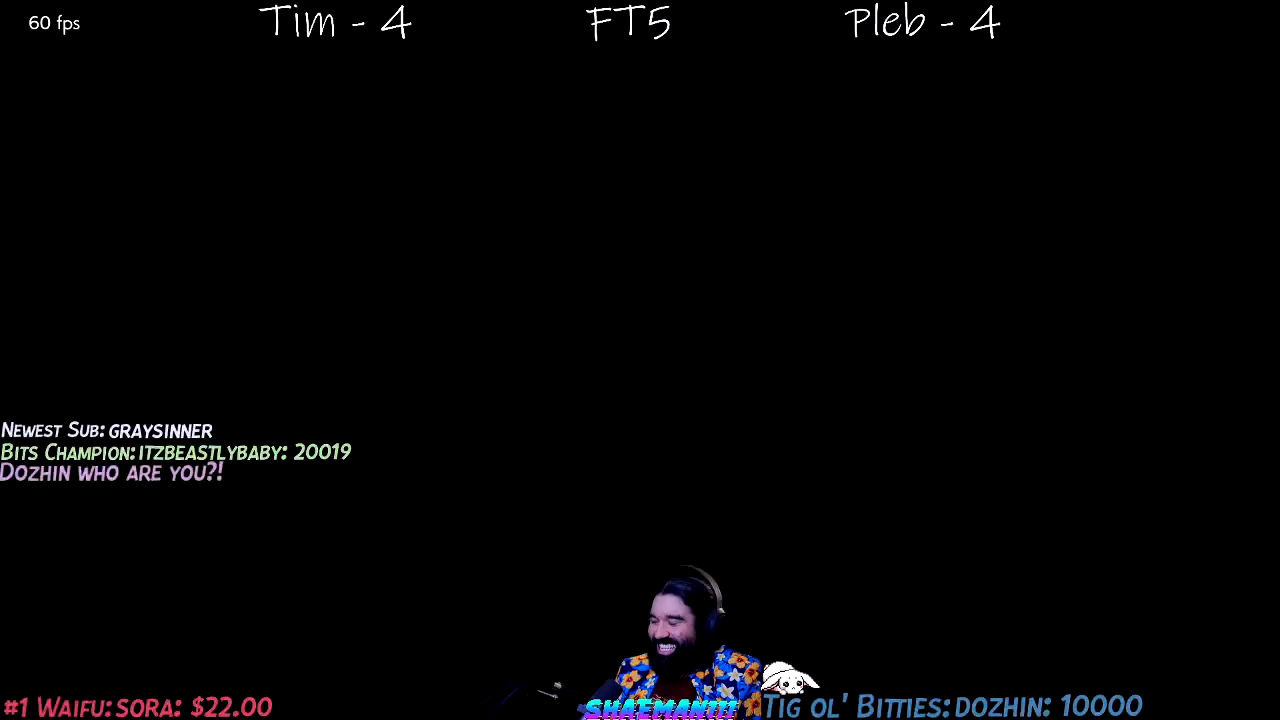 60 fps
Tim - 4
FT5
Pleb - 4
Newest Sub: GRAYSINNER
Bits Champion: ITZBEASTLYBABY: 20019
Dozhin who are you?!
SHAEMAN111
#1 Waifu: SORA: $22.00
Tig ol' Bitties: DOZHIN: 10000